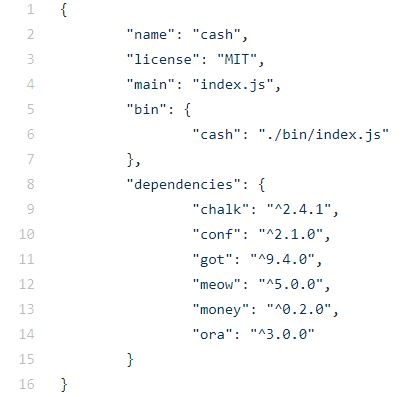 1 {
2 "name": "cash",
3 "license": "MIT",
4 "main": "index.js",
5 "bin": {
6 "cash": "./bin/index.js"
7 },
8 "dependencies": {
9 "chalk": "^2.4.1",
10 "conf": "^2.1.0",
11 "got": "^9.4.0",
12 "meow": "^5.0.0",
13 "money": "^0.2.0",
14 "ora": "^3.0.0"
15 }
16 }